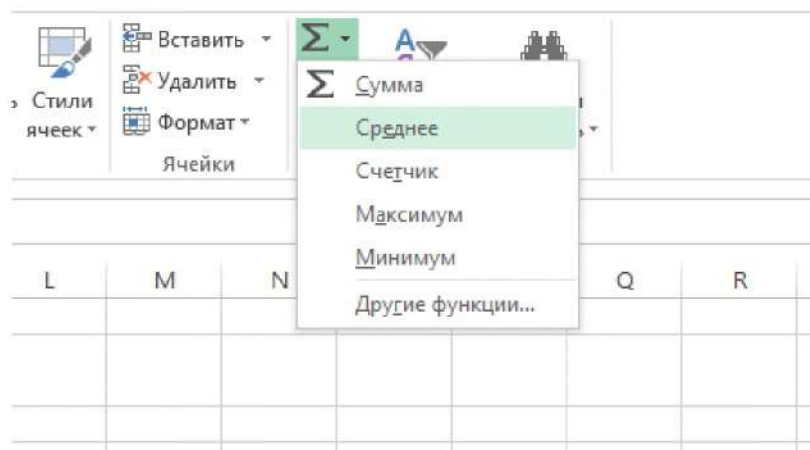 Вставить
Удалить
Формат
Стили
ячеек
Ячейки
Σ
Σ Сумма
Среднее
Счетчик
Максимум
Минимум
Другие функции...
L M N Q R